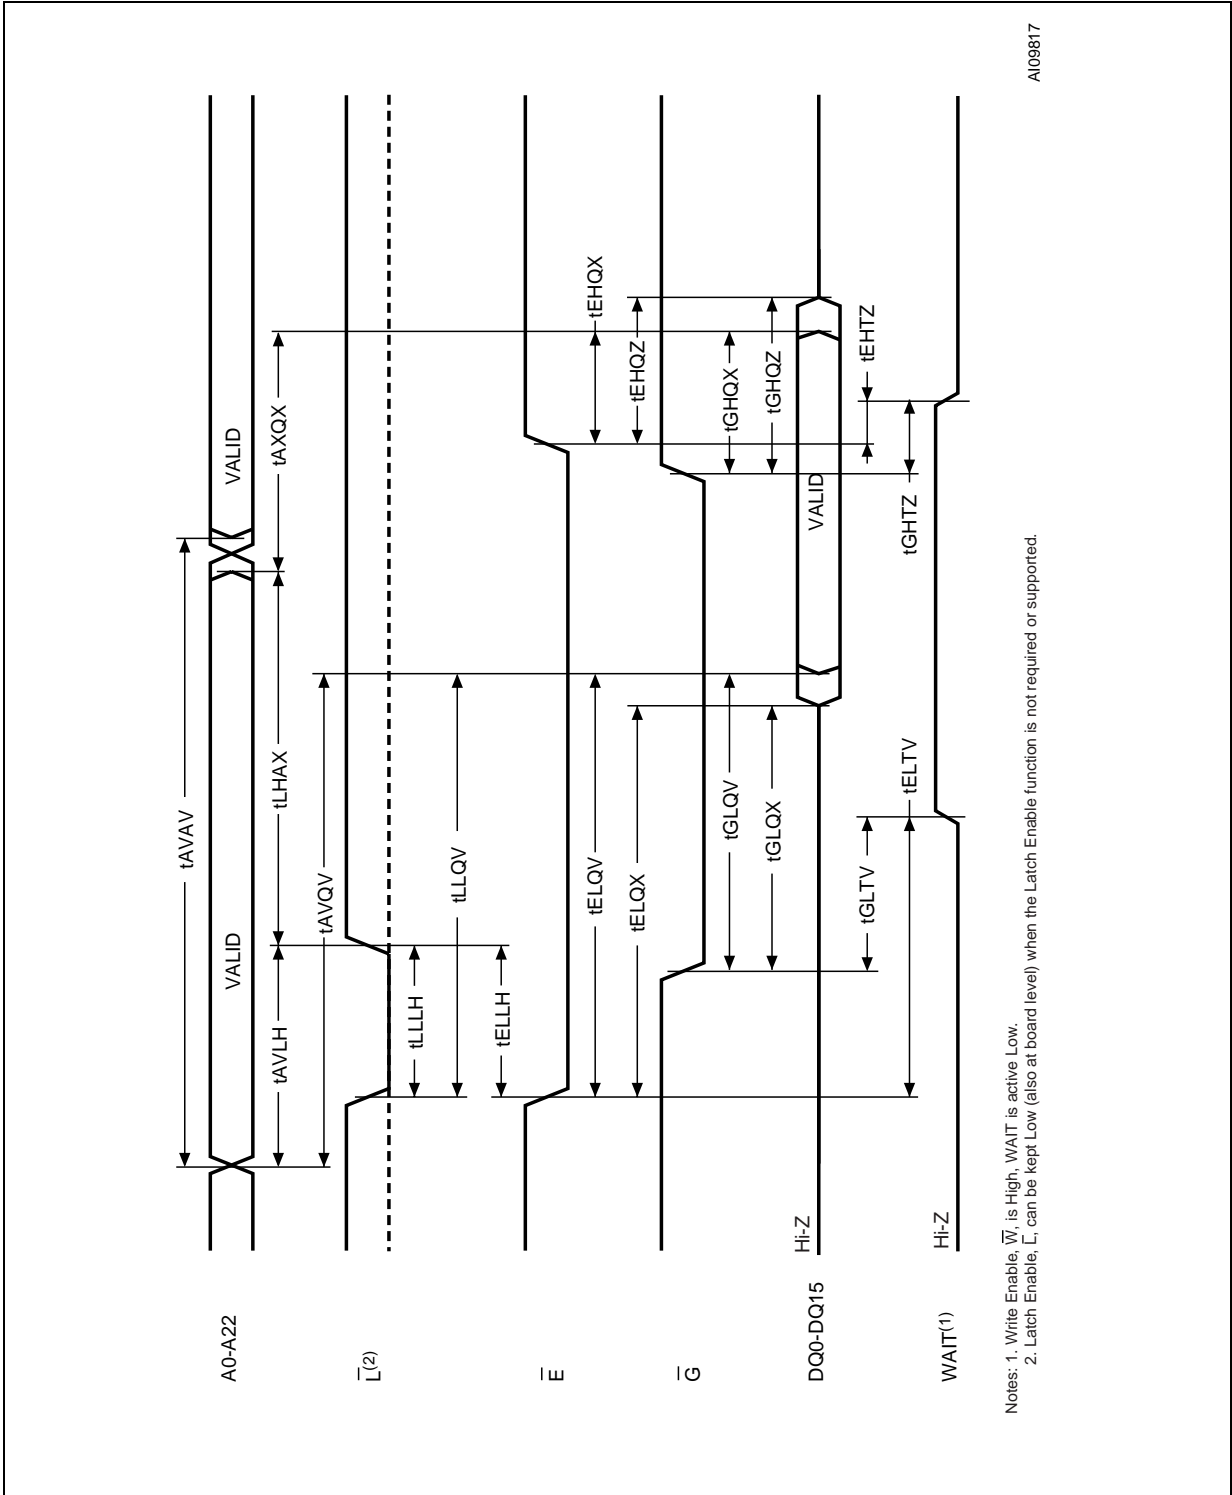 A0-A22
VALID
VALID
tAVAV
tAVLH
tLHAX
tAXQX
tAVQV
L(2)
tLLLH
tLLQV
tELLH
E
tELQV
tEHQX
tELQX
tEHQZ
G
tGLQV
tGHQX
tGLQX
tGHQZ
DQ0-DQ15
Hi-Z
VALID
tGLTV
tEHTZ
tELTV
tGHTZ
WAIT(1)
Hi-Z
Notes: 1. Write Enable, W, is High, WAIT is active Low.
2. Latch Enable, L, can be kept Low (also at board level) when the Latch Enable function is not required or supported.
AI09817